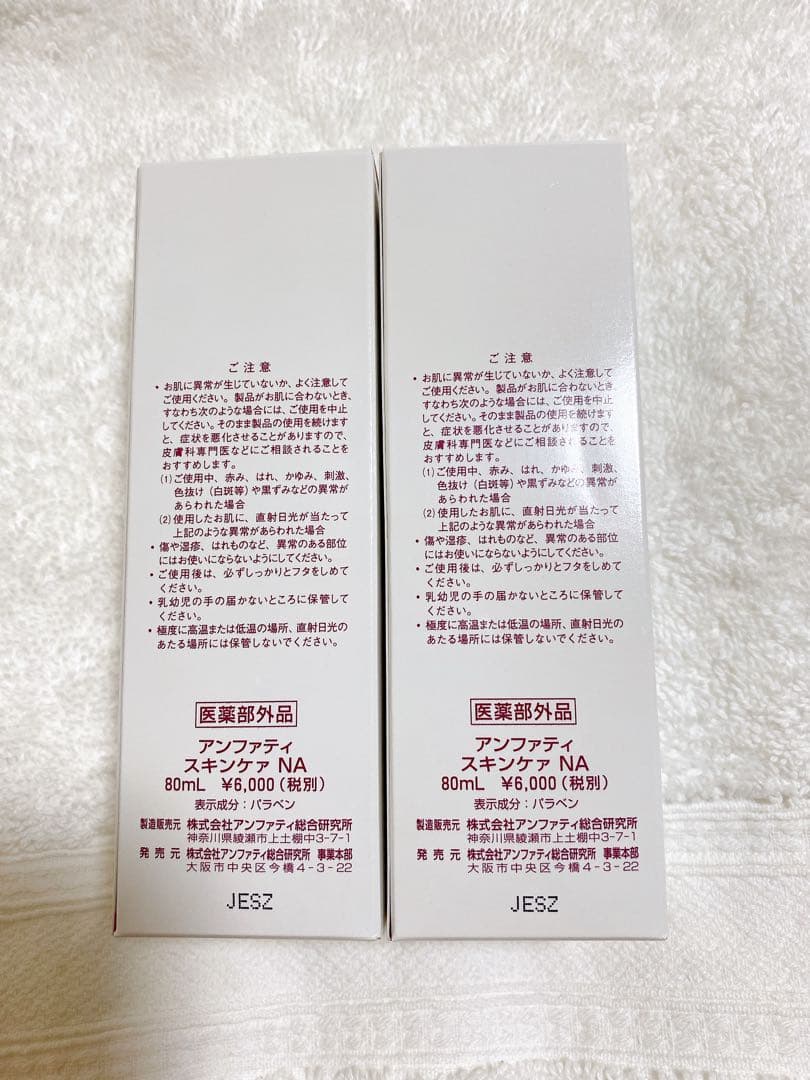 ご注意
• お肌に異常が生じていないか、よく注意して
ご使用ください。製品がお肌に合わないとき、
すなわち次のような場合には、ご使用を中止
してください。そのまま製品の使用を続けます
と、症状を悪化させることがありますので、
皮膚科専門医などにご相談されることを
おすすめします。
(1)ご使用中、赤み、はれ、かゆみ、刺激、
色抜け(白斑等)や黒ずみなどの異常が
あらわれた場合
(2)使用したお肌に、直射日光が当たって
上記のような異常があらわれた場合
• 傷や湿疹、はれものなど、異常のある部位
にはお使いにならないようにしてください。
• ご使用後は、必ずしっかりとフタをしめて
ください。
• 乳幼児の手の届かないところに保管して
ください。
• 極度に高温または低温の場所、直射日光の
あたる場所には保管しないでください。
医薬部外品
アンファティ
スキンケァ NA
80mL ¥6,000(税別)
表示成分:パラベン
製造販売元 株式会社アンファティ総合研究所
神奈川県綾瀬市上土棚中3-7-1
発売元 株式会社アンファティ総合研究所 事業本部
大阪市中央区今橋4-3-22
JESZ
ご注意
• お肌に異常が生じていないか、よく注意して
ご使用ください。製品がお肌に合わないとき、
すなわち次のような場合には、ご使用を中止
してください。そのまま製品の使用を続けます
と、症状を悪化させることがありますので、
皮膚科専門医などにご相談されることを
おすすめします。
(1)ご使用中、赤み、はれ、かゆみ、刺激、
色抜け(白斑等)や黒ずみなどの異常が
あらわれた場合
(2)使用したお肌に、直射日光が当たって
上記のような異常があらわれた場合
• 傷や湿疹、はれものなど、異常のある部位
にはお使いにならないようにしてください。
• ご使用後は、必ずしっかりとフタをしめて
ください。
• 乳幼児の手の届かないところに保管して
ください。
• 極度に高温または低温の場所、直射日光の
あたる場所には保管しないでください。
医薬部外品
アンファティ
スキンケァ NA
80mL ¥6,000(税別)
表示成分:パラベン
製造販売元 株式会社アンファティ総合研究所
神奈川県綾瀬市上土棚中3-7-1
発売元 株式会社アンファティ総合研究所 事業本部
大阪市中央区今橋4-3-22
JESZ